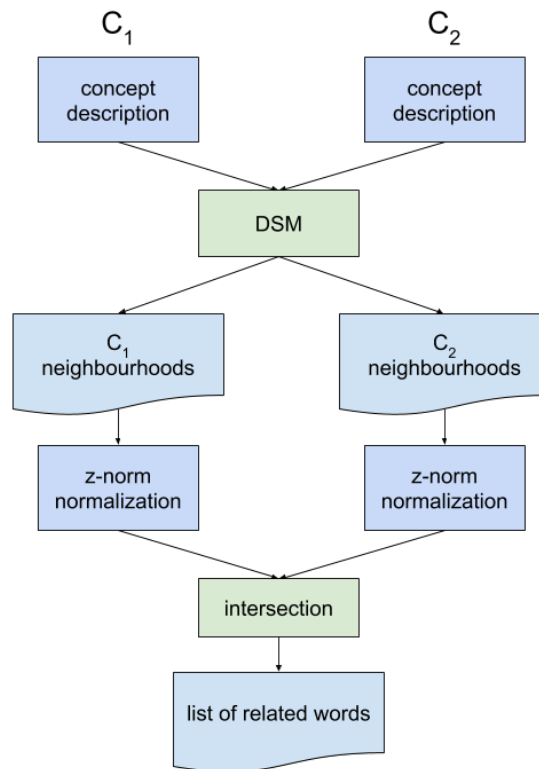 C₁
C₂
concept
description
concept
description
DSM
C₁
neighbourhoods
C₂
neighbourhoods
z-norm
normalization
z-norm
normalization
intersection
list of related words